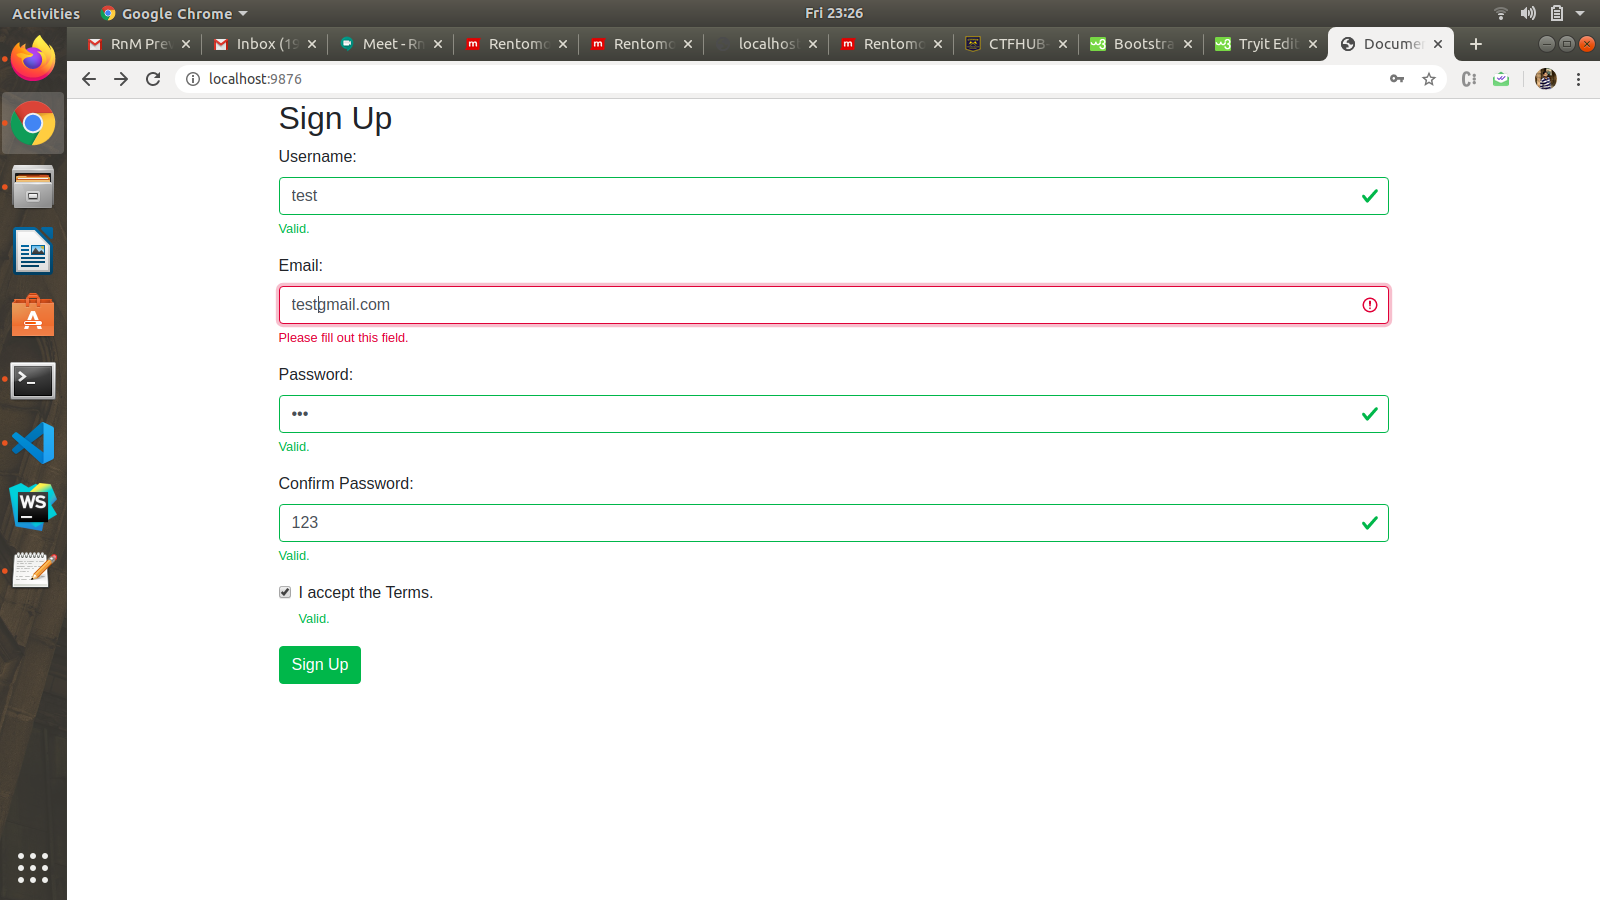 Activities Google Chrome Fri 23:26
RnM Prev Inbox (19 Meet - Rn Rentomo Rentomo localhost Rentomo CTFHUB- Bootstra Tryit Edit Documen
localhost:9876
Sign Up
Username:
test
Valid.
Email:
testgmail.com
Please fill out this field.
Password:
•••
Valid.
Confirm Password:
123
Valid.
I accept the Terms.
Valid.
Sign Up
WS